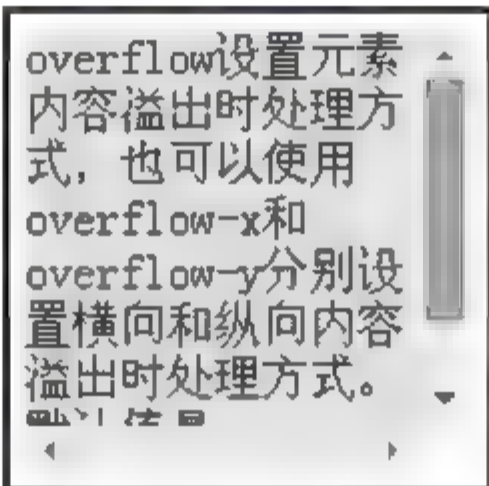 overflow设置元素
内容溢出时处理方
式，也可以使用
overflow-x和
overflow-y分别设
置横向和纵向内容
溢出时处理方式。